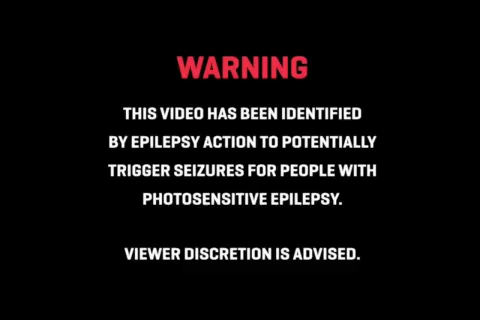 WARNING
THIS VIDEO HAS BEEN IDENTIFIED
BY EPILEPSY ACTION TO POTENTIALLY
TRIGGER SEIZURES FOR PEOPLE WITH
PHOTOSENSITIVE EPILEPSY.
VIEWER DISCRETION IS ADVISED.